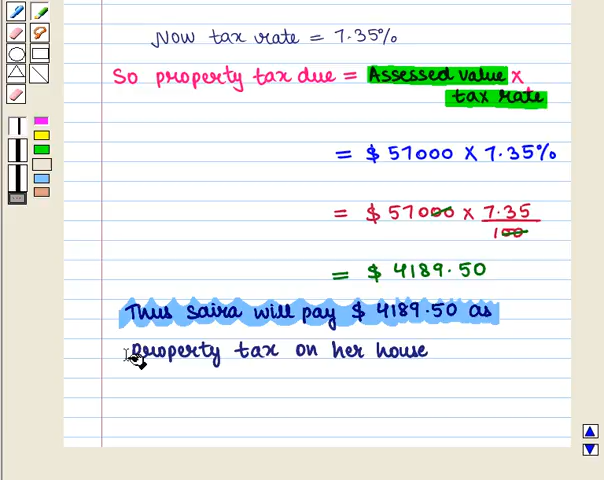 Now tax rate = 7.35%
So property tax due = Assessed value ×
tax rate
= $ 57000 × 7.35%
= $ 57000 × 7.35/100
= $ 4189.50
Thus Saira will pay $ 4189.50 as
Property tax on her house